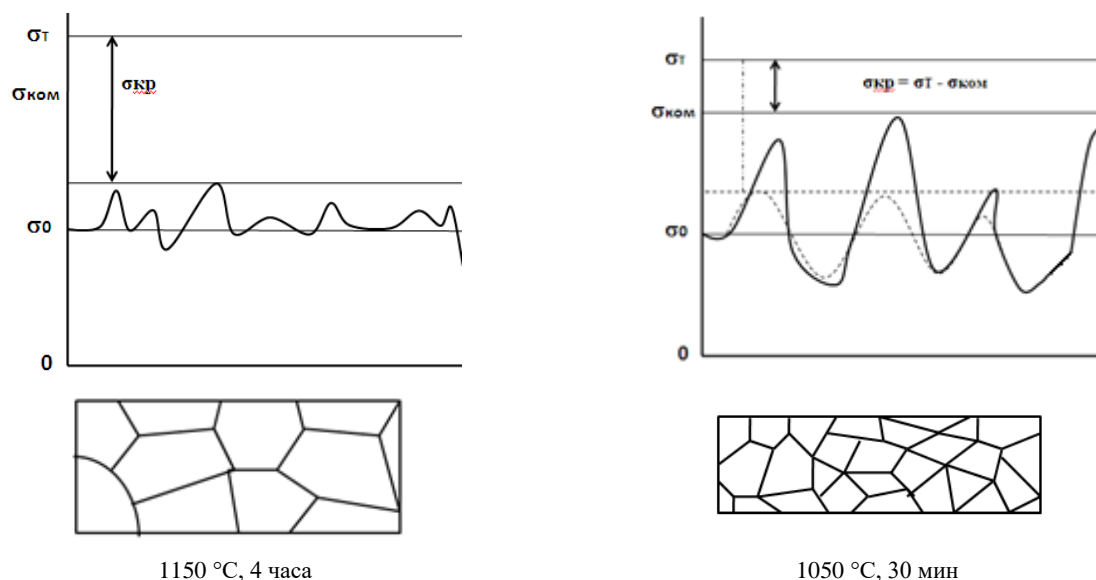 σТ
σкр
σком
σ0
0
1150 °C, 4 часа
σТ
σкр = σТ - σком
σком
σ0
0
1050 °C, 30 мин